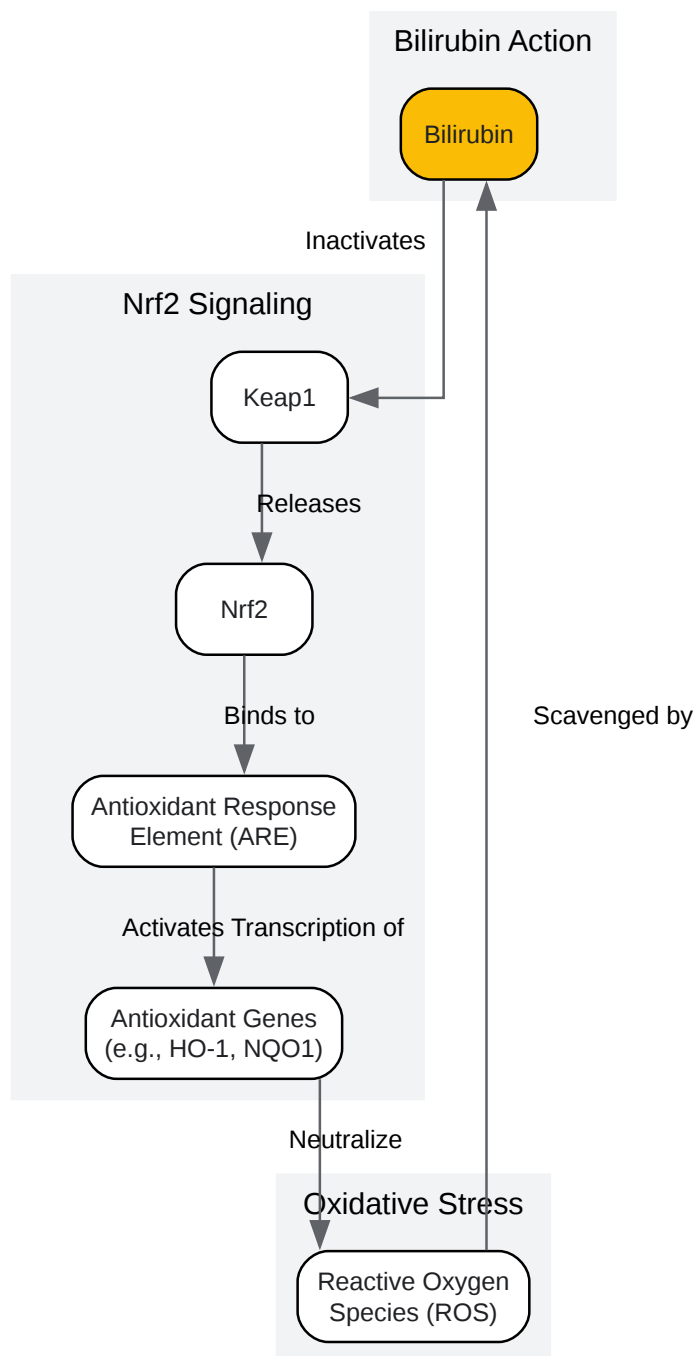 Bilirubin Action
Bilirubin
Inactivates
Nrf2 Signaling
Keap1
Releases
Nrf2
Binds to
Scavenged by
Antioxidant Response
Element (ARE)
Activates Transcription of
Antioxidant Genes
(e.g., HO-1, NQO1)
Neutralize
Oxidative Stress
Reactive Oxygen
Species (ROS)